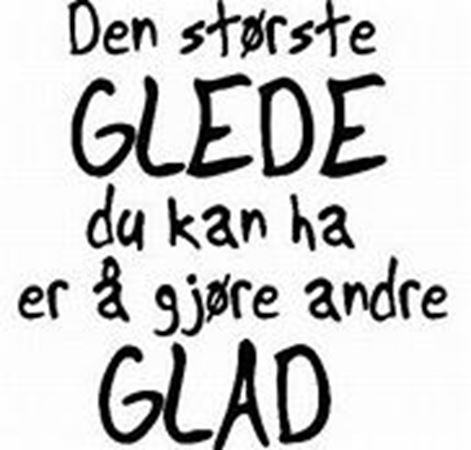 Den største
GLEDE
du kan ha
er å gjøre andre
GLAD